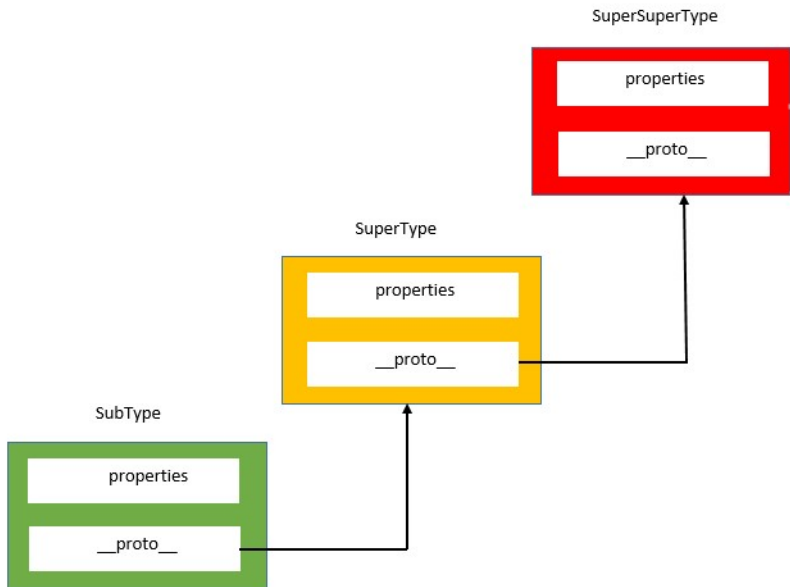 SuperSuperType
properties
__proto__
SuperType
properties
__proto__
SubType
properties
__proto__